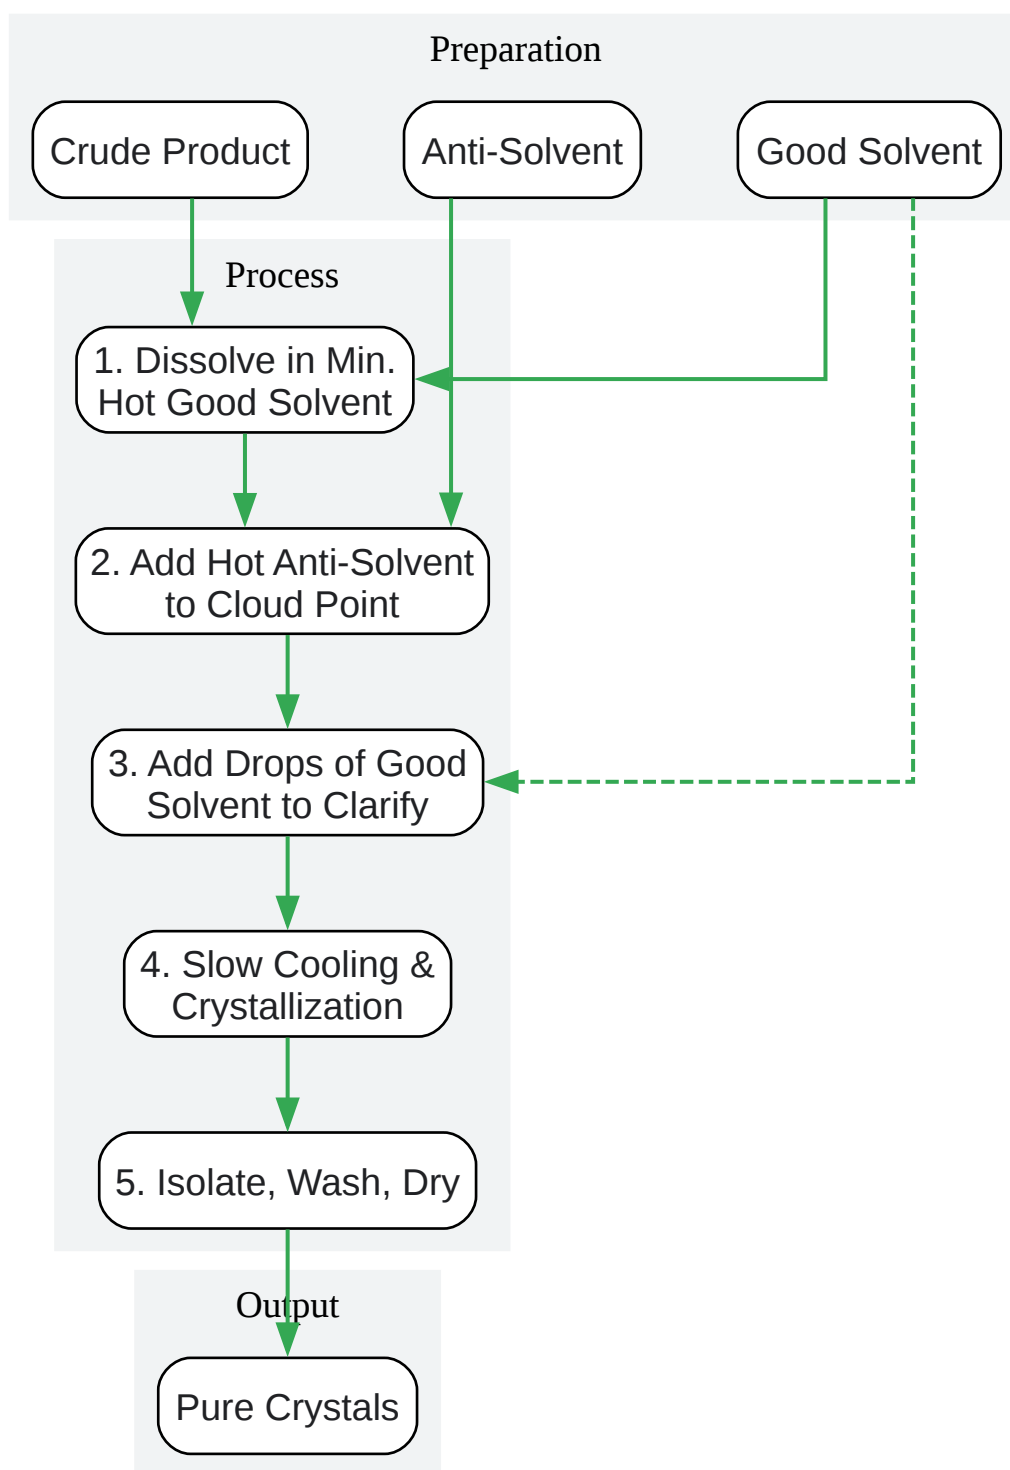 Preparation
Crude Product
Anti-Solvent
Good Solvent
Process
1. Dissolve in Min.
Hot Good Solvent
2. Add Hot Anti-Solvent
to Cloud Point
3. Add Drops of Good
Solvent to Clarify
4. Slow Cooling &
Crystallization
5. Isolate, Wash, Dry
Output
Pure Crystals